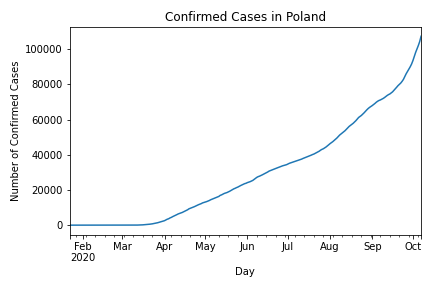 Confirmed Cases in Poland
Number of Confirmed Cases
100000
80000
60000
40000
20000
0
Feb Mar Apr May Jun Jul Aug Sep Oct
2020
Day